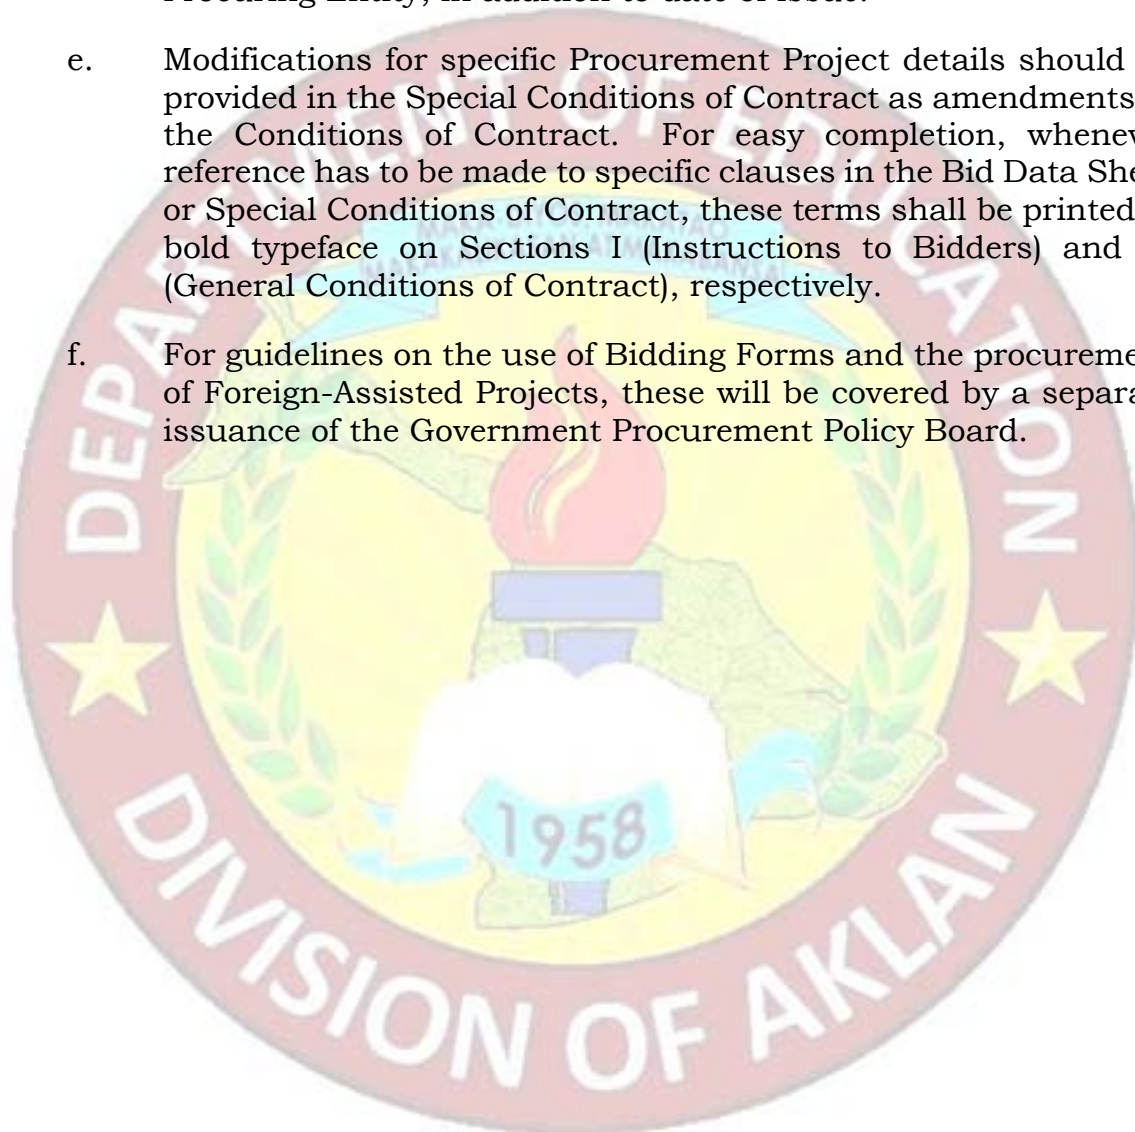 Procuring Entity, in addition to date of issue.
e. Modifications for specific Procurement Project details should
provided in the Special Conditions of Contract as amendments
the Conditions of Contract. For easy completion, whenev
reference has to be made to specific clauses in the Bid Data She
or Special Conditions of Contract, these terms shall be printed
bold typeface on Sections I (Instructions to Bidders) and
(General Conditions of Contract), respectively.
f. For guidelines on the use of Bidding Forms and the procureme
of Foreign-Assisted Projects, these will be covered by a separa
issuance of the Government Procurement Policy Board.
DEPARTMENT OF EDUCATION
1958
DIVISION OF AKLAN